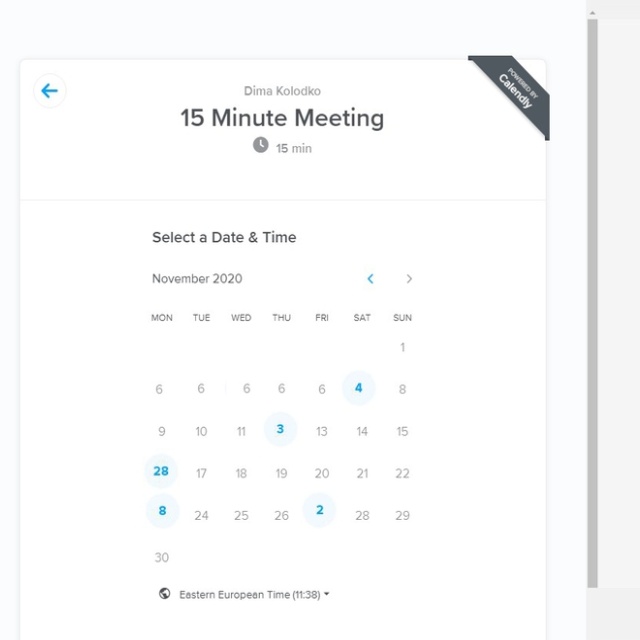 POWERED BY
Calendly
Dima Kolodko
15 Minute Meeting
15 min
Select a Date & Time
November 2020
MON TUE WED THU FRI SAT SUN
1
6 6 6 6 6 4 8
9 10 11 3 13 14 15
28 17 18 19 20 21 22
8 24 25 26 2 28 29
30
Eastern European Time (11:38)